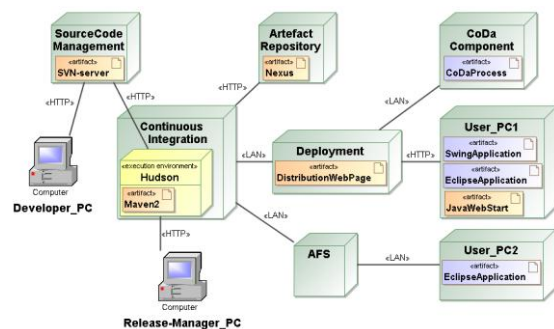 SourceCode
Management
«artifact»
SVN-server
Artefact
Repository
«artifact»
Nexus
CoDa
Component
«artifact»
CoDaProcess
«HTTP»
«HTTP»
«HTTP»
«LAN»
Continuous
Integration
«execution environment»
Hudson
«artifact»
Maven2
«LAN»
Deployment
«artifact»
DistributionWebPage
«HTTP»
User_PC1
«artifact»
SwingApplication
«artifact»
EclipseApplication
«artifact»
JavaWebStart
Computer
Developer_PC
«HTTP»
«LAN»
AFS
«LAN»
User_PC2
«artifact»
EclipseApplication
Computer
Release-Manager_PC